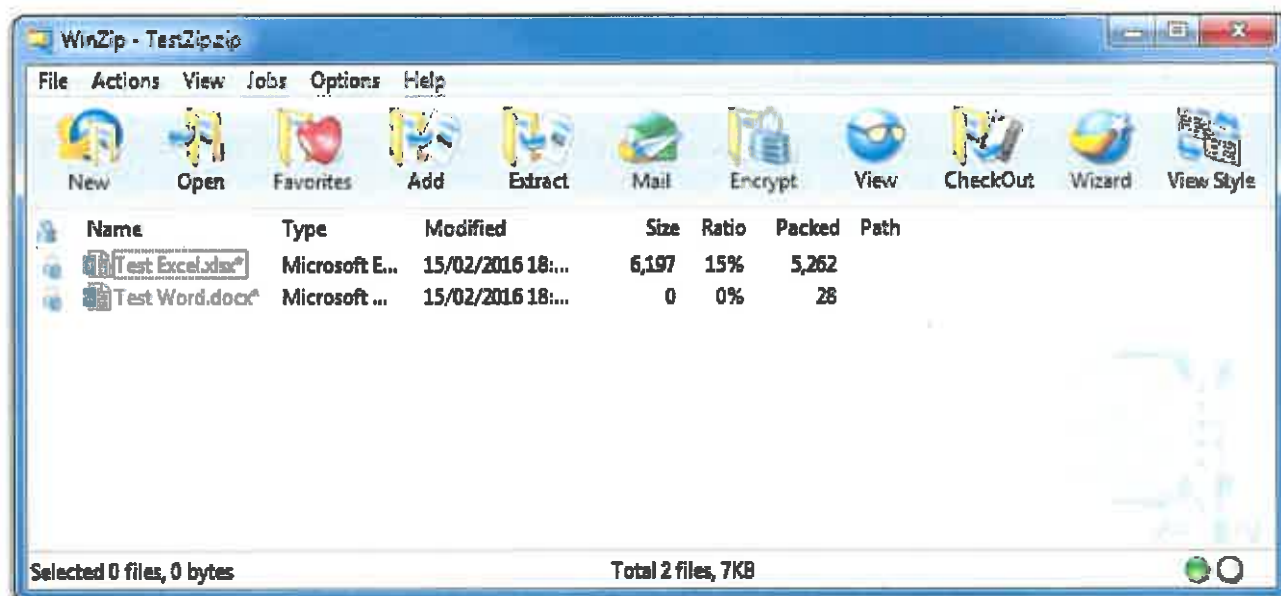 WinZip - TestZip.zip
File Actions View Jobs Options Help
New Open Favorites Add Extract Mail Encrypt View CheckOut Wizard View Style
Name Type Modified Size Ratio Packed Path
Test Excel.xlsx* Microsoft E... 15/02/2016 18:... 6,197 15% 5,262
Test Word.docx* Microsoft ... 15/02/2016 18:... 0 0% 28
Selected 0 files, 0 bytes Total 2 files, 7KB